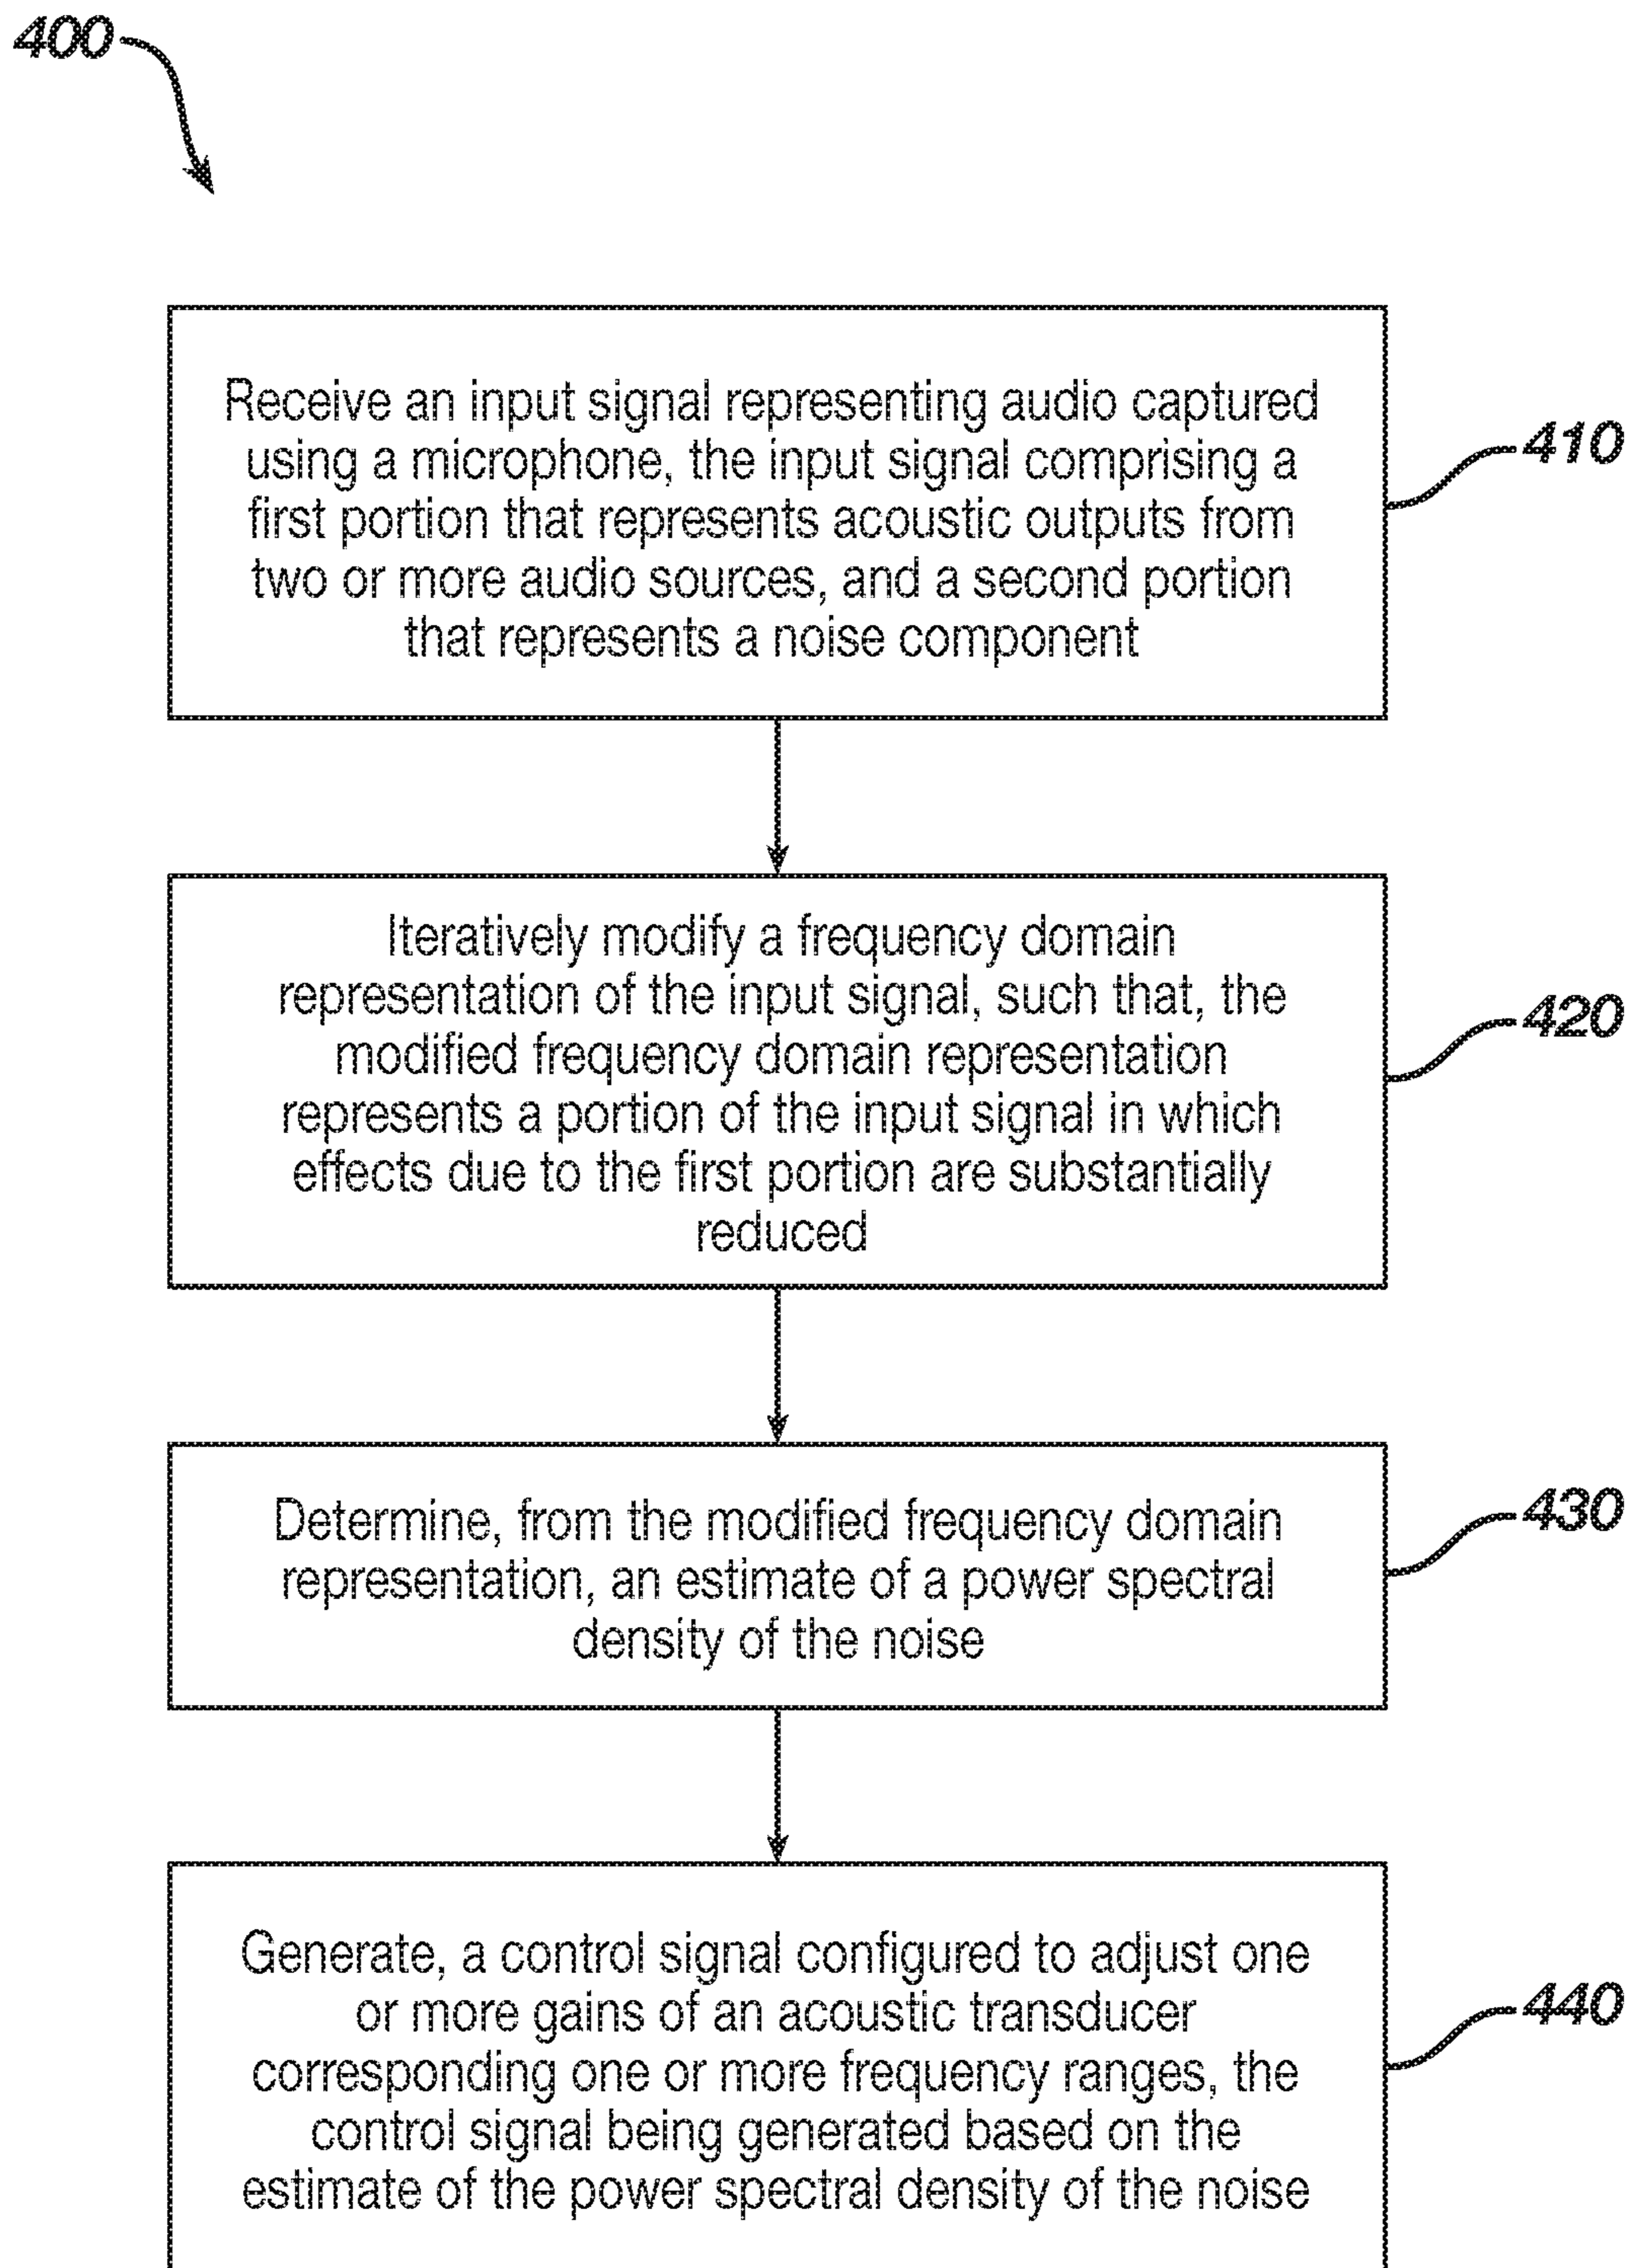 400
Receive an input signal representing audio captured
using a microphone, the input signal comprising a
first portion that represents acoustic outputs from
two or more audio sources, and a second portion
that represents a noise component
410
Iteratively modify a frequency domain
representation of the input signal, such that, the
modified frequency domain representation
represents a portion of the input signal in which
effects due to the first portion are substantially
reduced
420
Determine, from the modified frequency domain
representation, an estimate of a power spectral
density of the noise
430
Generate, a control signal configured to adjust one
or more gains of an acoustic transducer
corresponding one or more frequency ranges, the
control signal being generated based on the
estimate of the power spectral density of the noise
440